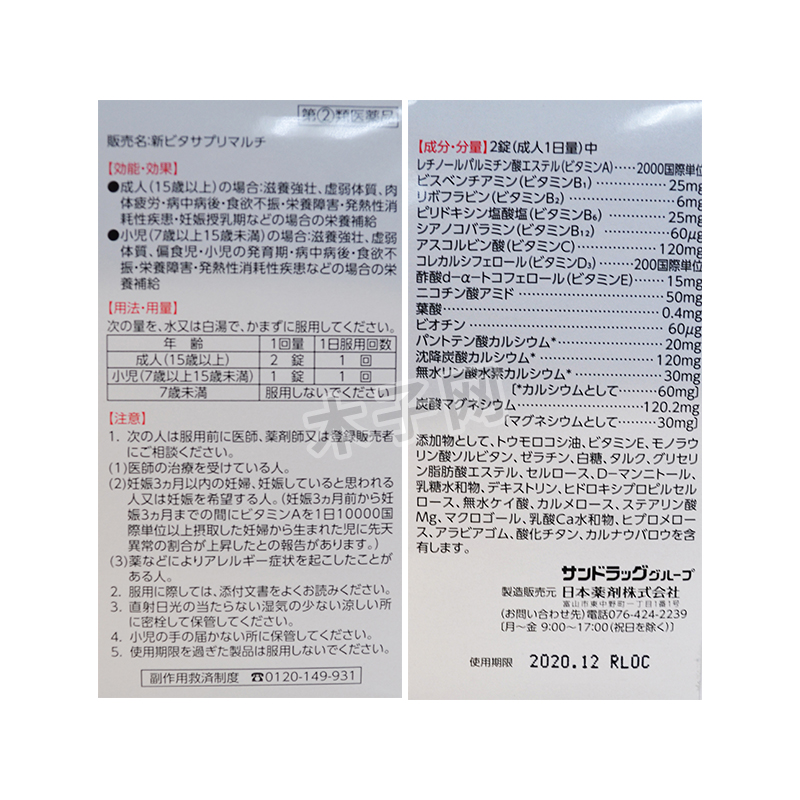 指②類医薬品
販売名:新ビタサプリマルチ
【効能・効果】
●成人(15歳以上)の場合:滋養強壮、虚弱体質、肉
体疲労・病中病後・食欲不振・栄養障害・発熱性消
耗性疾患・妊娠授乳期などの場合の栄養補給
●小児(7歳以上15歳未満)の場合:滋養強壮、虚弱
体質、偏食児・小児の発育期・病中病後・食欲不
振・栄養障害・発熱性消耗性疾患などの場合の栄
養補給
【用法・用量】
次の量を、水又は白湯で、かまずに服用してください。
年 齢 1回量 1日服用回数
成人(15歳以上) 2 錠 1 回
小児(7歳以上15歳未満) 1 錠 1 回
7歳未満 服用しないでください
【注意】
1. 次の人は服用前に医師、薬剤師又は登録販売者
にご相談ください。
(1)医師の治療を受けている人。
(2)妊娠3ヵ月以内の妊婦、妊娠していると思われる
人又は妊娠を希望する人。(妊娠3ヵ月前から妊
娠3ヵ月までの間にビタミンAを1日10000国
際単位以上摂取した妊婦から生まれた児に先天
異常の割合が上昇したとの報告があります。)
(3)薬などによりアレルギー症状を起こしたことが
ある人。
2. 服用に際しては、添付文書をよくお読みください。
3. 直射日光の当たらない湿気の少ない涼しい所
に密栓して保管してください。
4. 小児の手の届かない所に保管してください。
5. 使用期限を過ぎた製品は服用しないでください。
副作用救済制度 ☎0120-149-931
【成分・分量】2錠(成人1日量)中
レチノールパルミチン酸エステル(ビタミンA)……2000国際単位
ビスベンチアミン(ビタミンB₁)……25mg
リボフラビン(ビタミンB₂)……6mg
ピリドキシン塩酸塩(ビタミンB₆)……25mg
シアノコバラミン(ビタミンB₁₂)……60μg
アスコルビン酸(ビタミンC)……120mg
コレカルシフェロール(ビタミンD₃)……200国際単位
酢酸d−α−トコフェロール(ビタミンE)……15mg
ニコチン酸アミド……50mg
葉酸……0.4mg
ビオチン……60μg
パントテン酸カルシウム*……20mg
沈降炭酸カルシウム*……120mg
無水リン酸水素カルシウム*……30mg
〔*カルシウムとして……60mg〕
炭酸マグネシウム……120.2mg
〔マグネシウムとして……30mg〕
添加物として、トウモロコシ油、ビタミンE、モノラウ
リン酸ソルビタン、ゼラチン、白糖、タルク、グリセリ
ン脂肪酸エステル、セルロース、D−マンニトール、
乳糖水和物、デキストリン、ヒドロキシプロピルセル
ロース、無水ケイ酸、カルメロース、ステアリン酸
Mg、マクロゴール、乳酸Ca水和物、ヒプロメロー
ス、アラビアゴム、酸化チタン、カルナウバロウを含
有します。
サンドラッググループ
製造販売元 日本薬剤株式会社
富山市東中野町一丁目1番1号
(お問い合わせ先)電話076-424-2239
[月〜金 9:00〜17:00(祝日を除く)]
使用期限 2020.12 RL0C
木子网